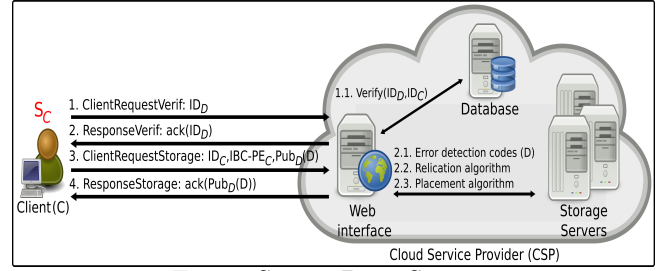 1. ClientRequestVerif: ID_D
S_C
1.1. Verify(ID_D,ID_C)
Database
2. ResponseVerif: ack(ID_D)
3. ClientRequestStorage: ID_C,IBC-PE_C,Pub_D(D)
2.1. Error detection codes (D)
2.2. Relication algorithm
4. ResponseStorage: ack(Pub_D(D))
2.3. Placement algorithm
Client(C)
Web
interface
Storage
Servers
Cloud Service Provider (CSP)